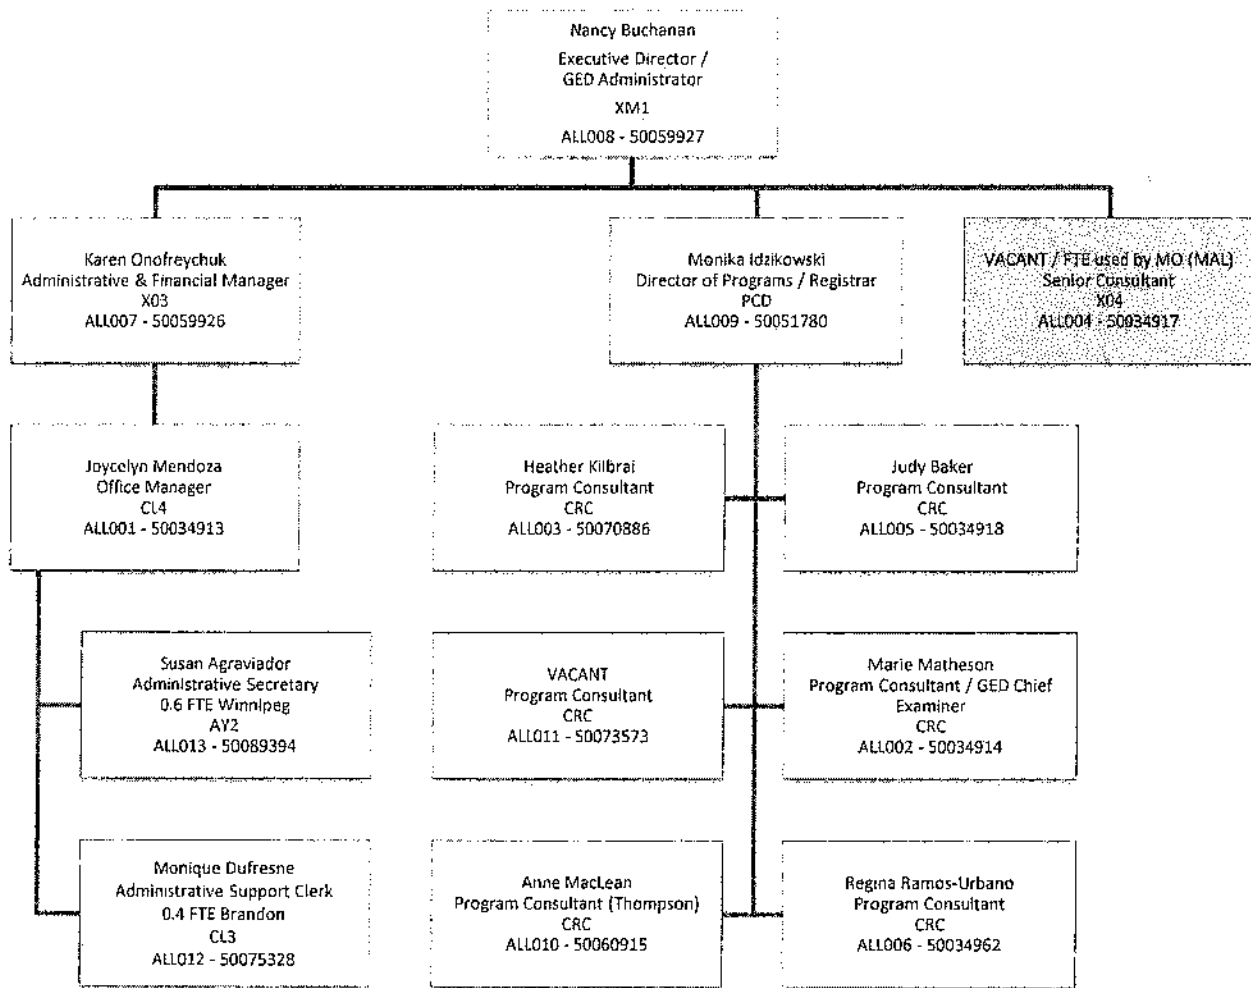 Nancy Buchanan
Executive Director /
GED Administrator
XM1
ALL008 - 50059927
Karen Onofreychuk
Administrative & Financial Manager
X03
ALL007 - 50059926
Monika Idzikowski
Director of Programs / Registrar
PCD
ALL009 - 50051780
VACANT / FTE used by MO (MAL)
Senior Consultant
X04
ALL004 - 50034917
Joycelyn Mendoza
Office Manager
CL4
ALL001 - 50034913
Heather Kilbrai
Program Consultant
CRC
ALL003 - 50070886
Judy Baker
Program Consultant
CRC
ALL005 - 50034918
Susan Agraviador
Administrative Secretary
0.6 FTE Winnipeg
AY2
ALL013 - 50089394
VACANT
Program Consultant
CRC
ALL011 - 50073573
Marie Matheson
Program Consultant / GED Chief
Examiner
CRC
ALL002 - 50034914
Monique Dufresne
Administrative Support Clerk
0.4 FTE Brandon
CL3
ALL012 - 50075328
Anne MacLean
Program Consultant (Thompson)
CRC
ALL010 - 50060915
Regina Ramos-Urbano
Program Consultant
CRC
ALL006 - 50034962